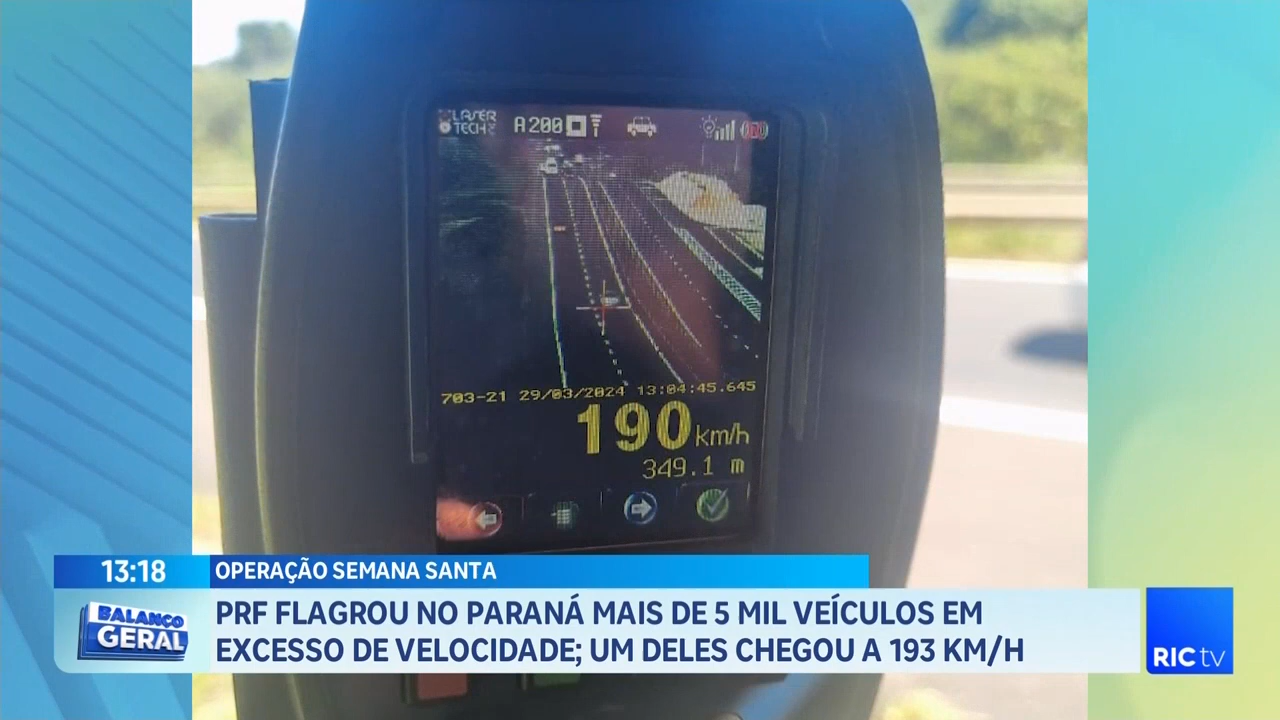 LASER
TECH
A 200
703-21 29/03/2024 13:04:45.645
190 km/h
349.1 m
13:18
OPERAÇÃO SEMANA SANTA
BALANÇO
GERAL
PRF FLAGROU NO PARANÁ MAIS DE 5 MIL VEÍCULOS EM
EXCESSO DE VELOCIDADE; UM DELES CHEGOU A 193 KM/H
RIC tv